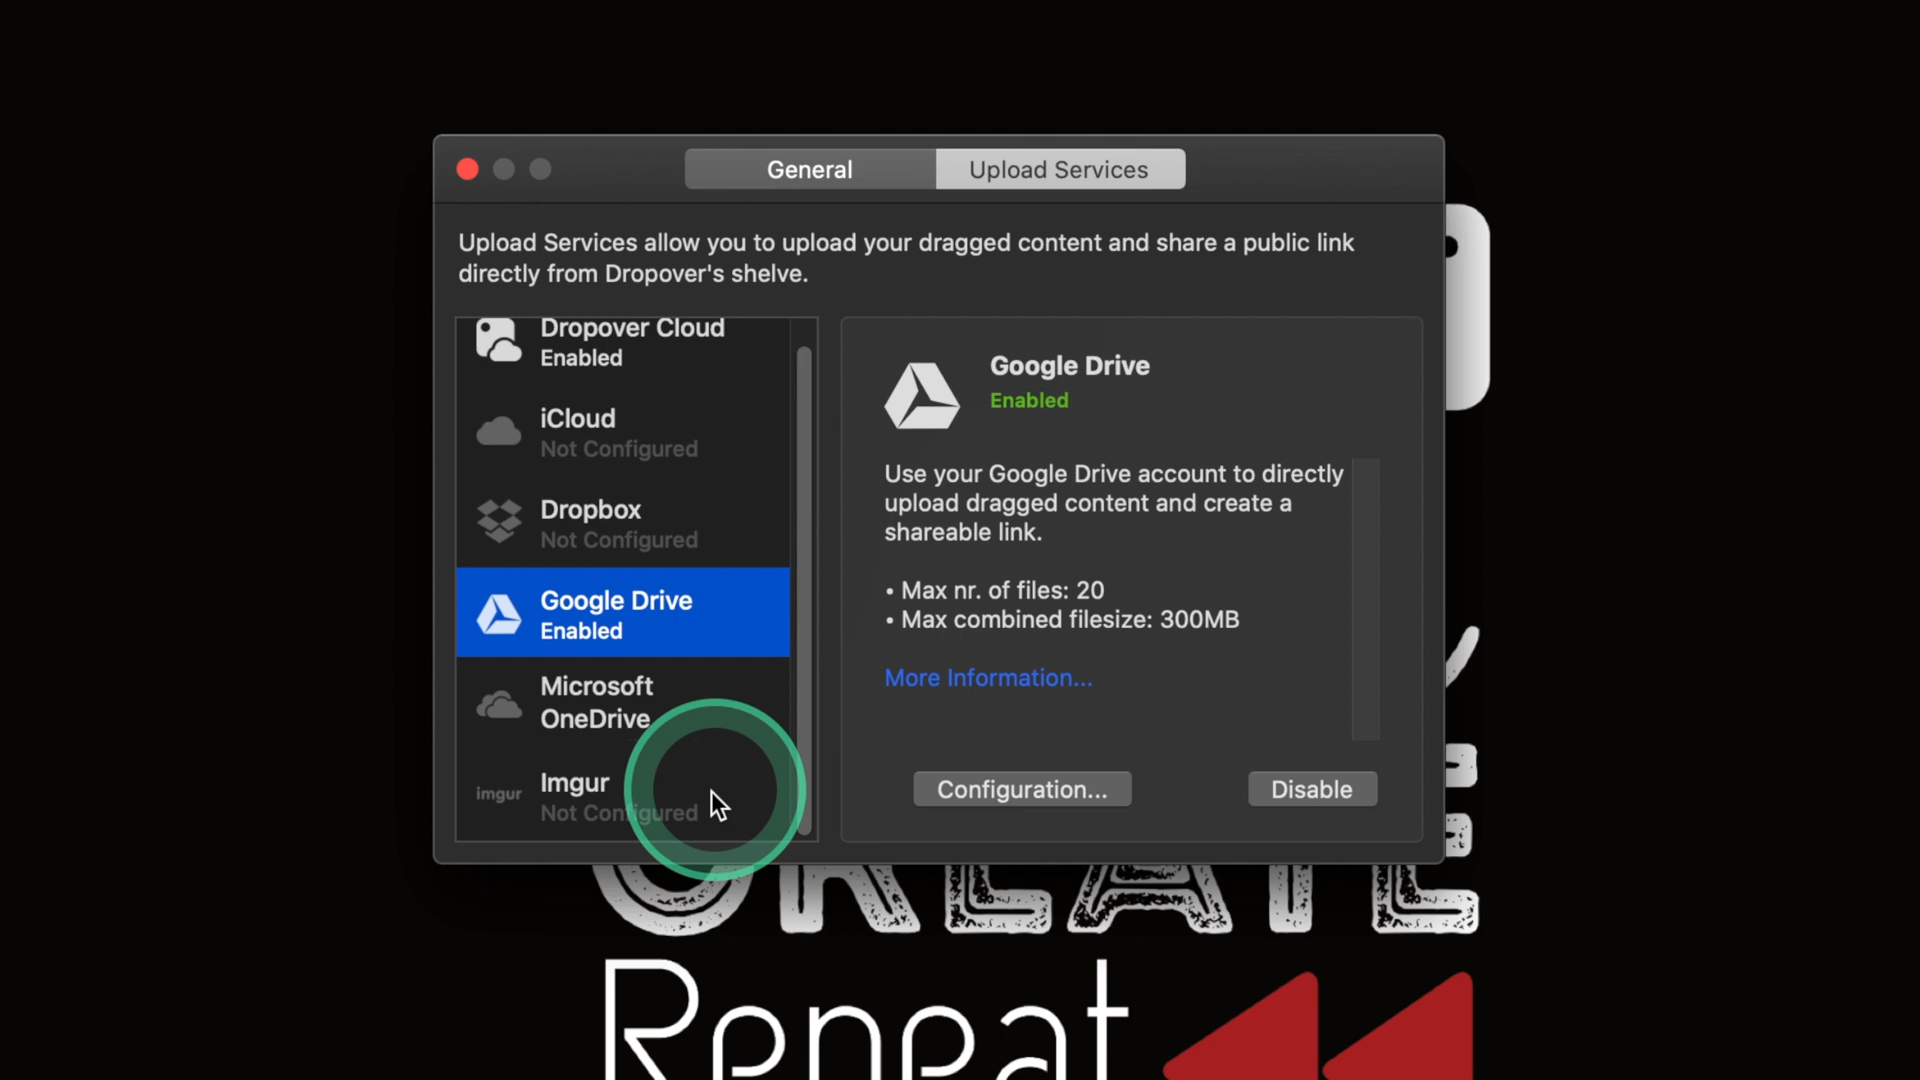 General
Upload Services
Upload Services allow you to upload your dragged content and share a public link
directly from Dropover's shelve.
Dropover Cloud
Enabled
iCloud
Not Configured
Dropbox
Not Configured
Google Drive
Enabled
Microsoft
OneDrive
imgur
Imgur
Not Configured
Google Drive
Enabled
Use your Google Drive account to directly
upload dragged content and create a
shareable link.
• Max nr. of files: 20
• Max combined filesize: 300MB
More Information...
Configuration...
Disable
CREATE
Repeat